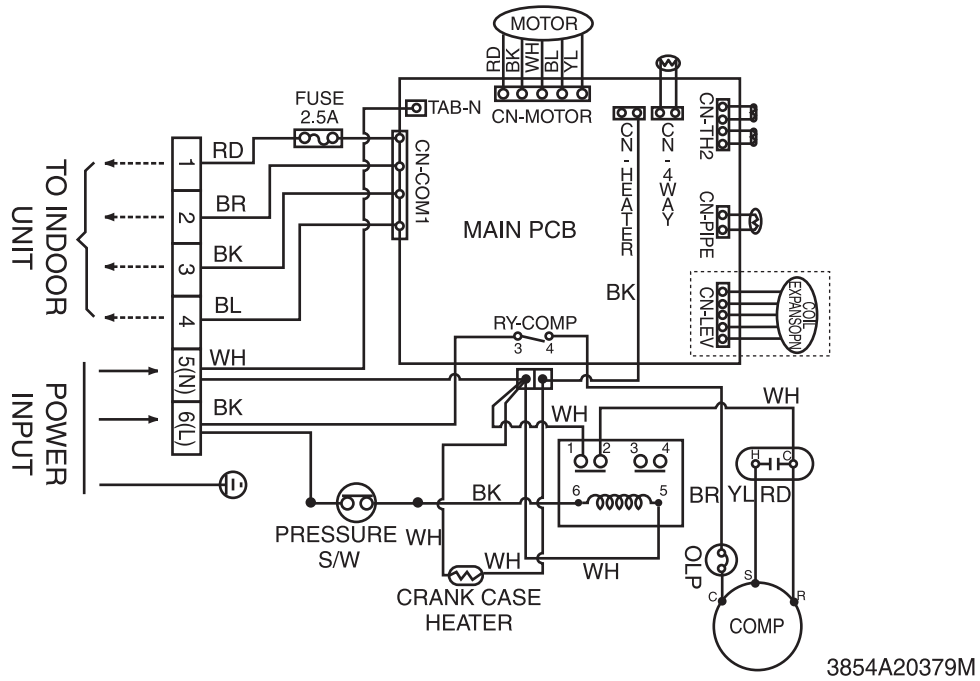 MOTOR
RD
BK
WH
BL
YL
CN-MOTOR
TAB-N
FUSE
2.5A
CN-COM1
CN-HEATER
CN-4WAY
CN-TH2
CN-PIPE
CN-LEV
EXPANSOPN
COIL
MAIN PCB
TO INDOOR
UNIT
1
RD
2
BR
3
BK
4
BL
5(N)
WH
6(L)
BK
POWER
INPUT
RY-COMP
3 4
BK
WH
WH
1 2 3 4
6 5
H C
BK
BR
YL
RD
PRESSURE
S/W
WH
WH
WH
CRANK CASE
HEATER
OLP
C
S
R
COMP
3854A20379M